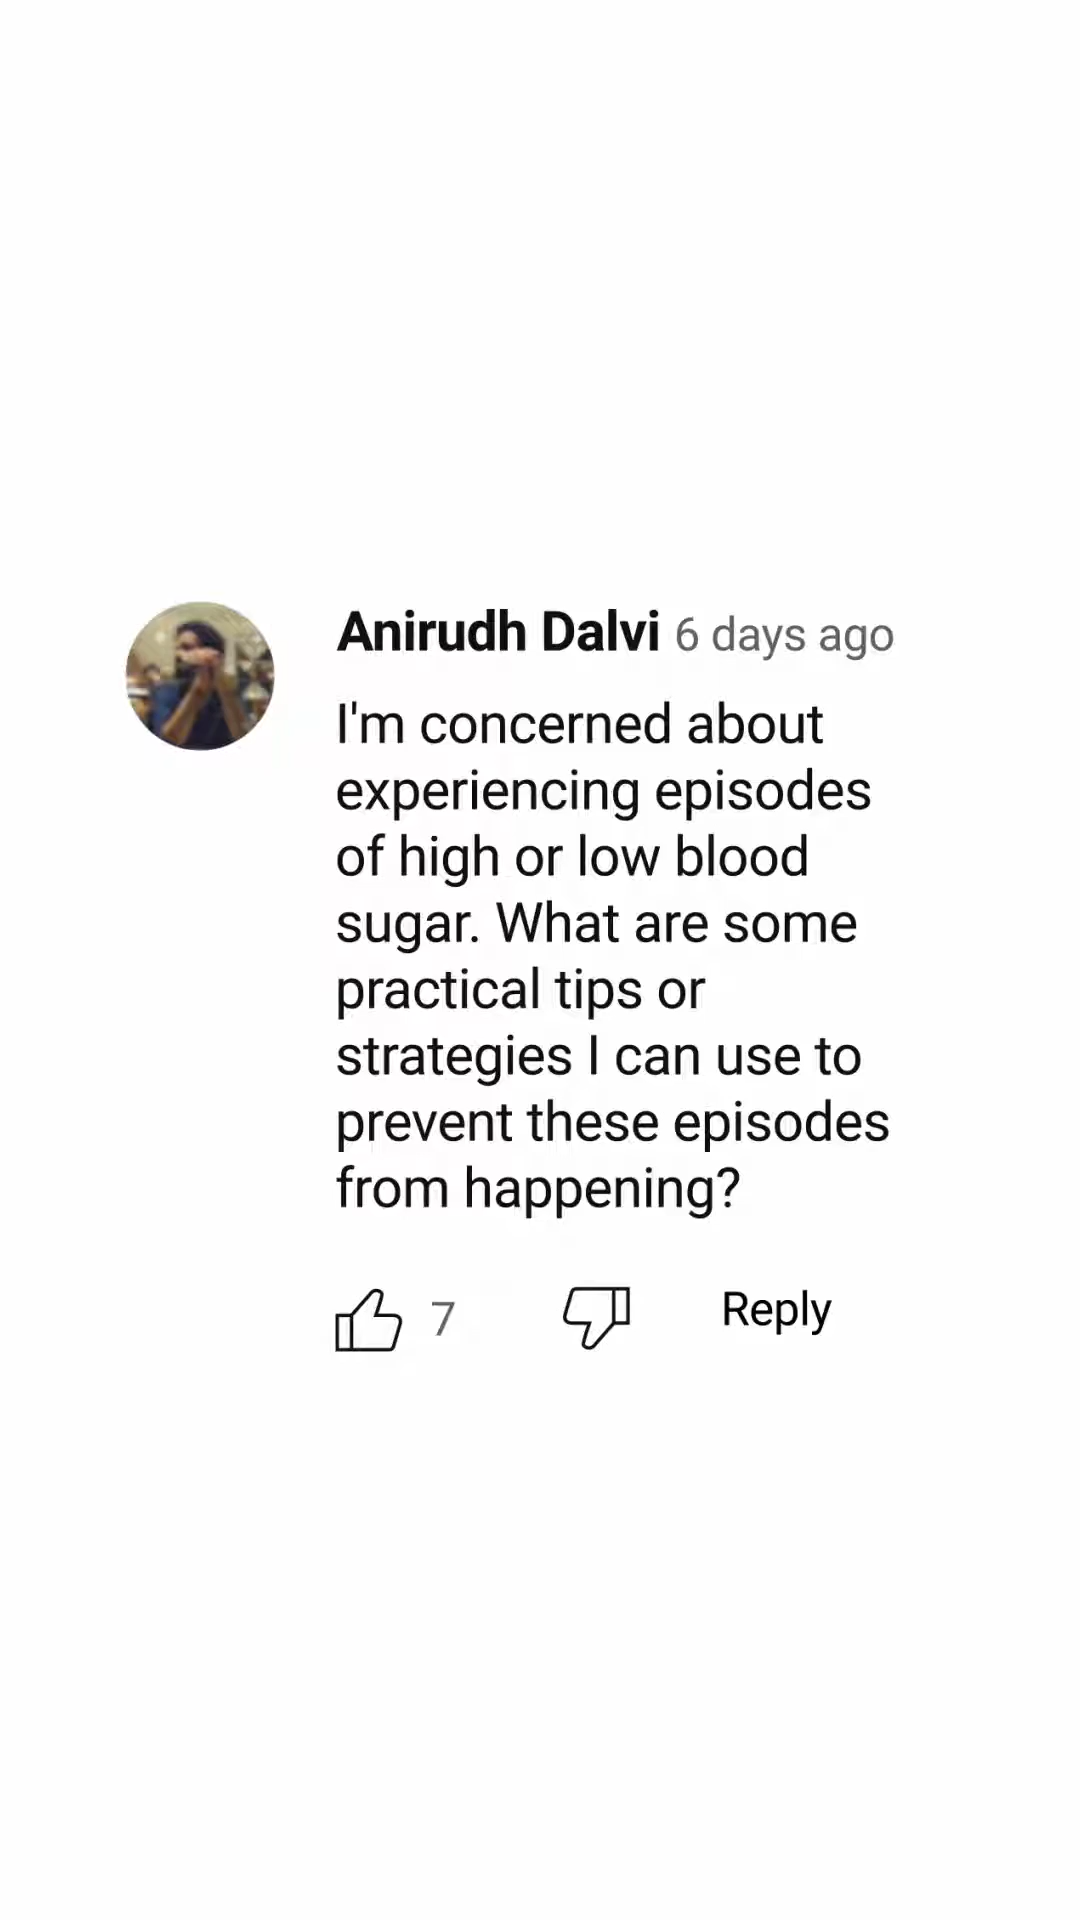 Anirudh Dalvi 6 days ago
I'm concerned about
experiencing episodes
of high or low blood
sugar. What are some
practical tips or
strategies I can use to
prevent these episodes
from happening?
7 Reply